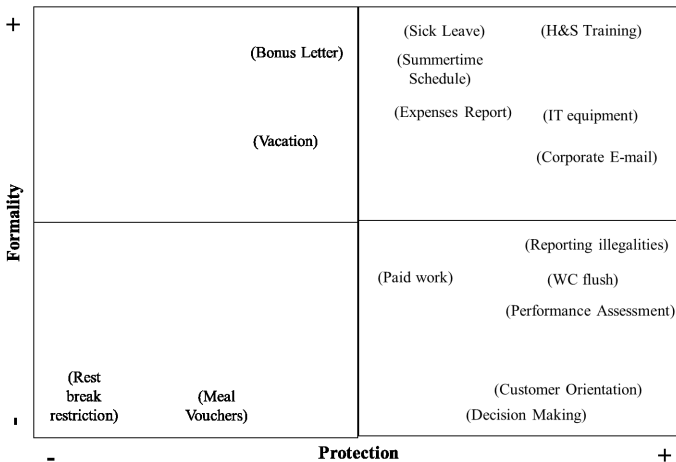 +
(Sick Leave) (H&S Training)
(Bonus Letter)
(Summertime
Schedule)
(Expenses Report) (IT equipment)
(Vacation)
(Corporate E-mail)
Formality
(Reporting illegalities)
(Paid work) (WC flush)
(Performance Assessment)
(Rest
break
restriction)
(Meal
Vouchers)
(Customer Orientation)
(Decision Making)
-
- Protection +